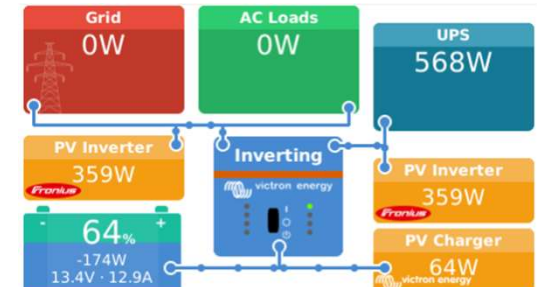 Grid
0W
AC Loads
0W
UPS
568W
PV Inverter
359W
Fronius
Inverting
victron energy
PV Inverter
359W
Fronius
- 64% +
-174W
13.4V · 12.9A
PV Charger
64W
victron energy